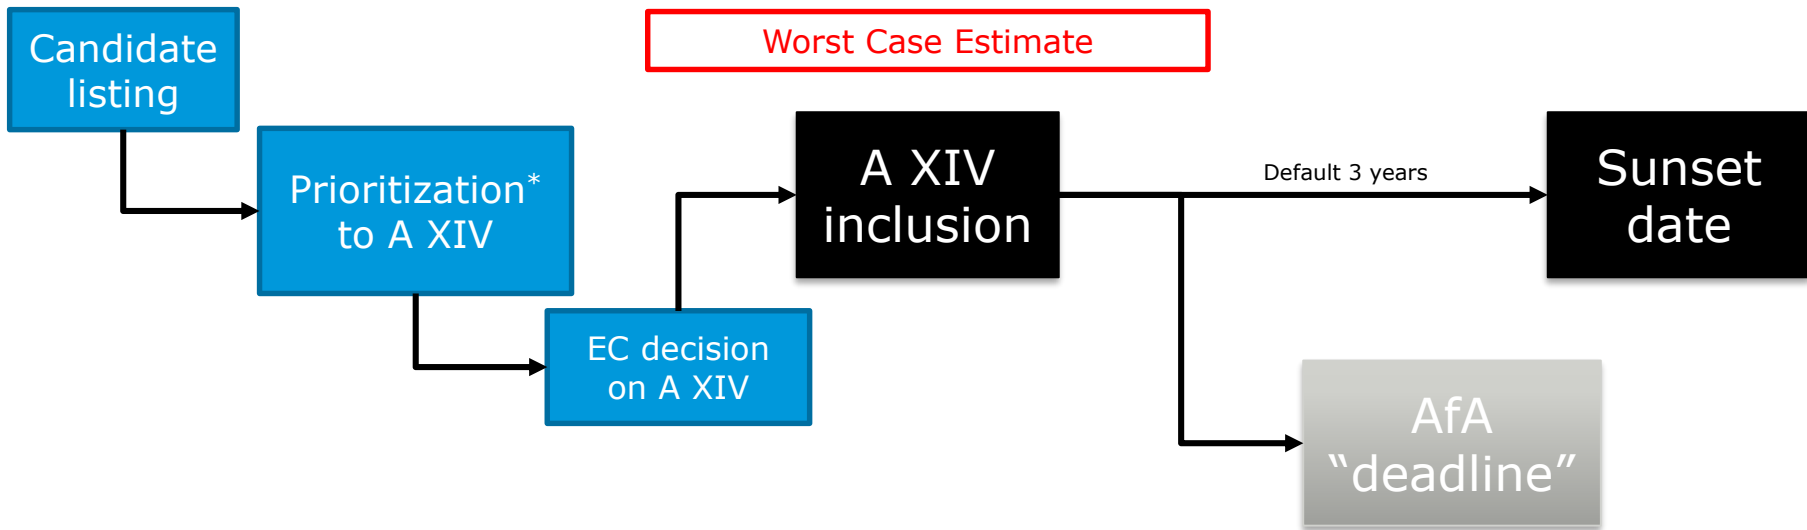 Candidate
listing
Worst Case Estimate
Prioritization*
to A XIV
EC decision
on A XIV
A XIV
inclusion
Default 3 years
Sunset
date
AfA
“deadline”